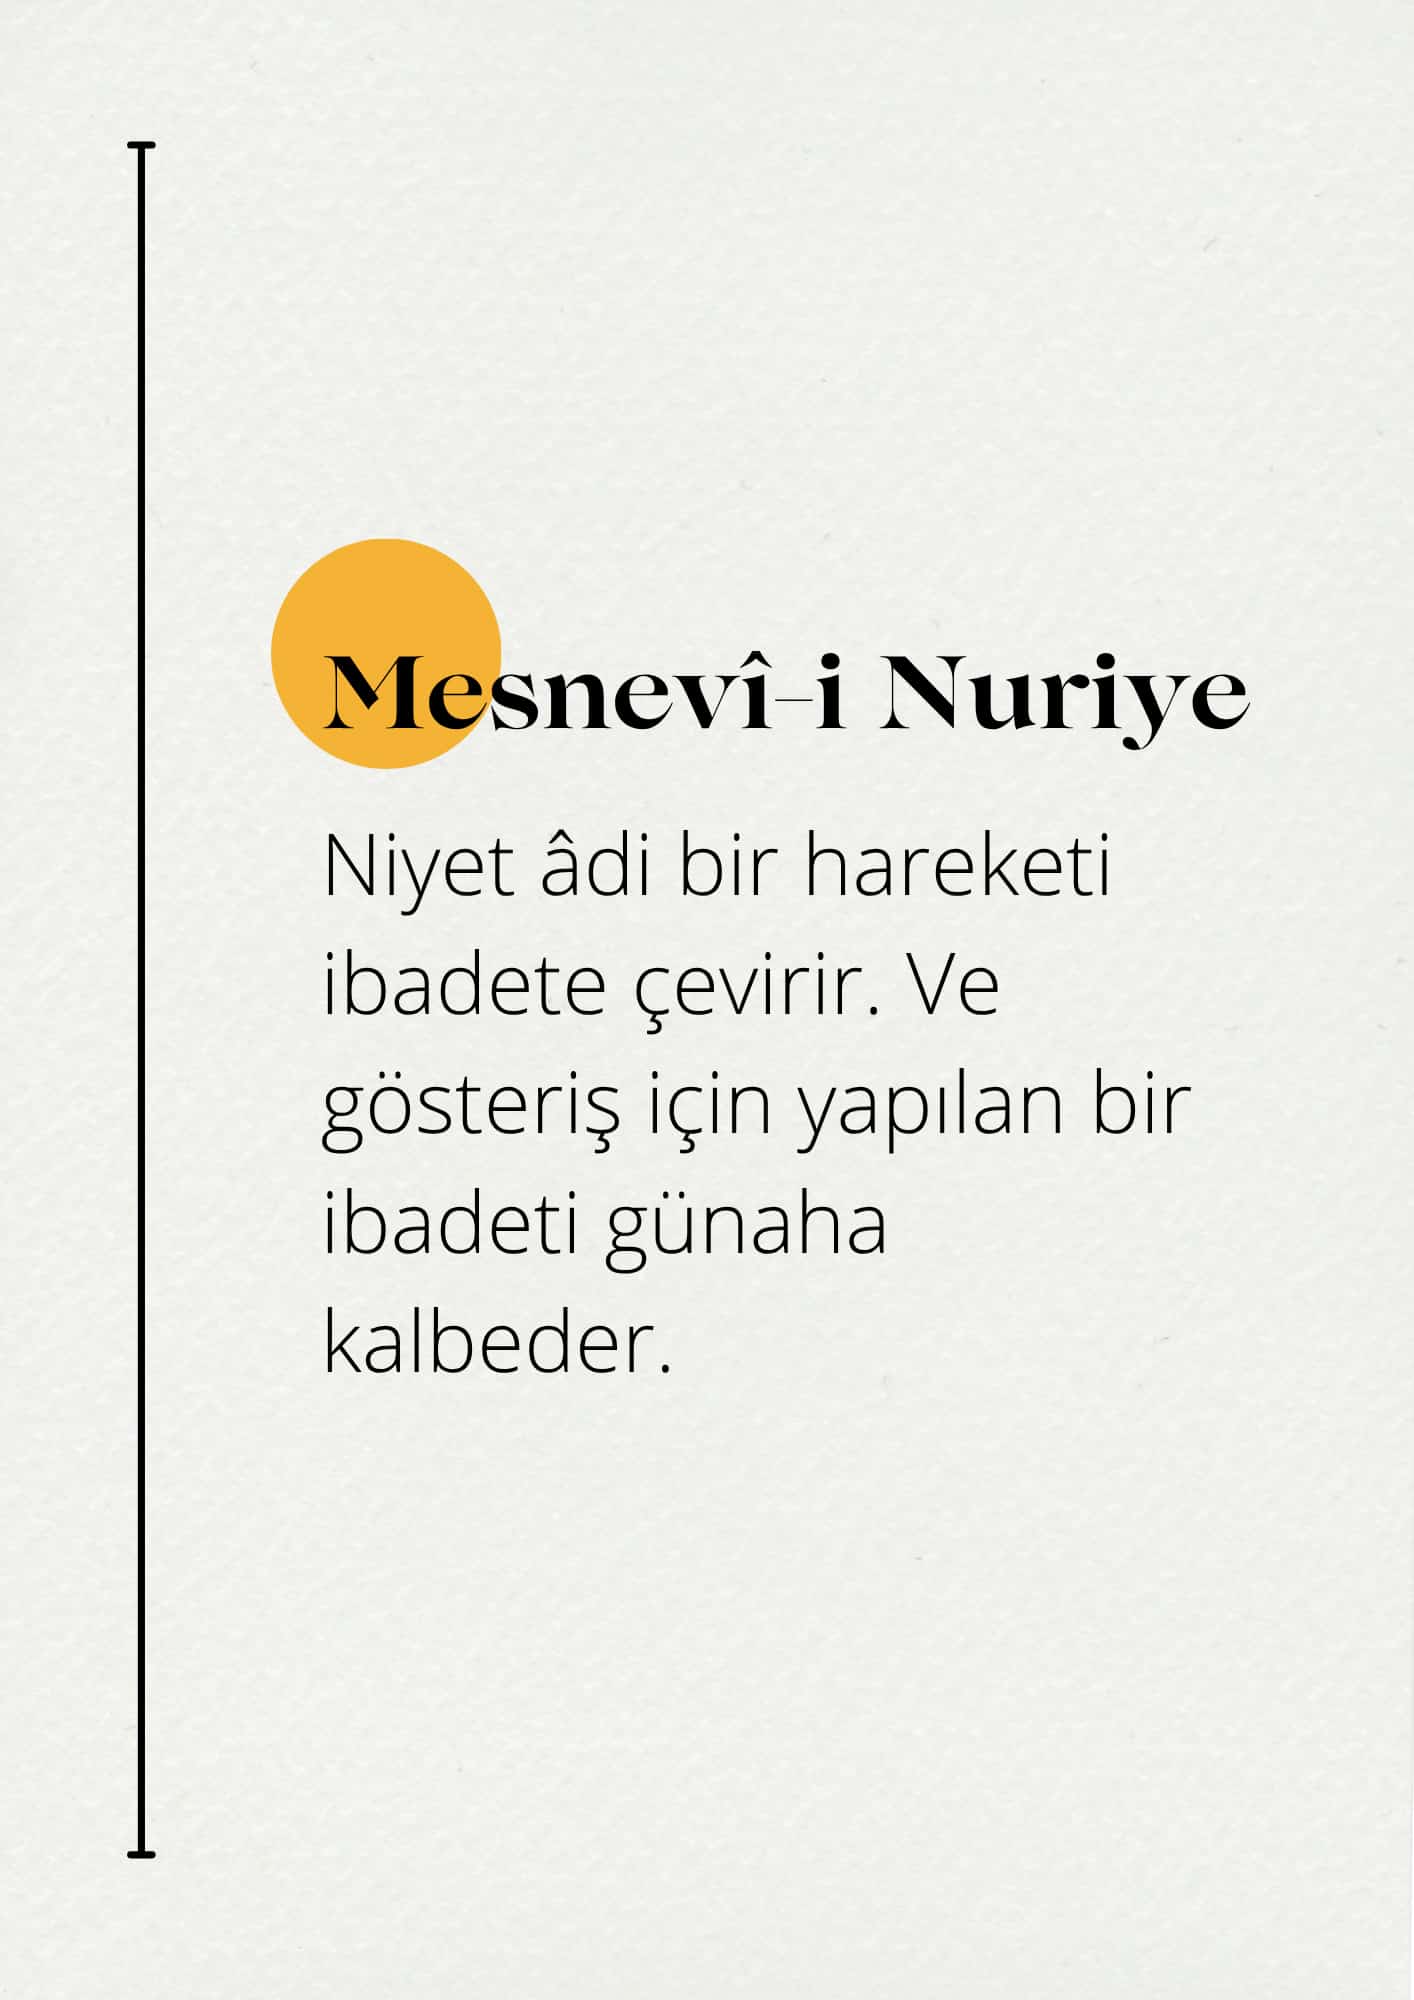 Mesnevî-i Nuriye
Niyet âdi bir hareketi
ibadete çevirir. Ve
gösteriş için yapılan bir
ibadeti günaha
kalbeder.